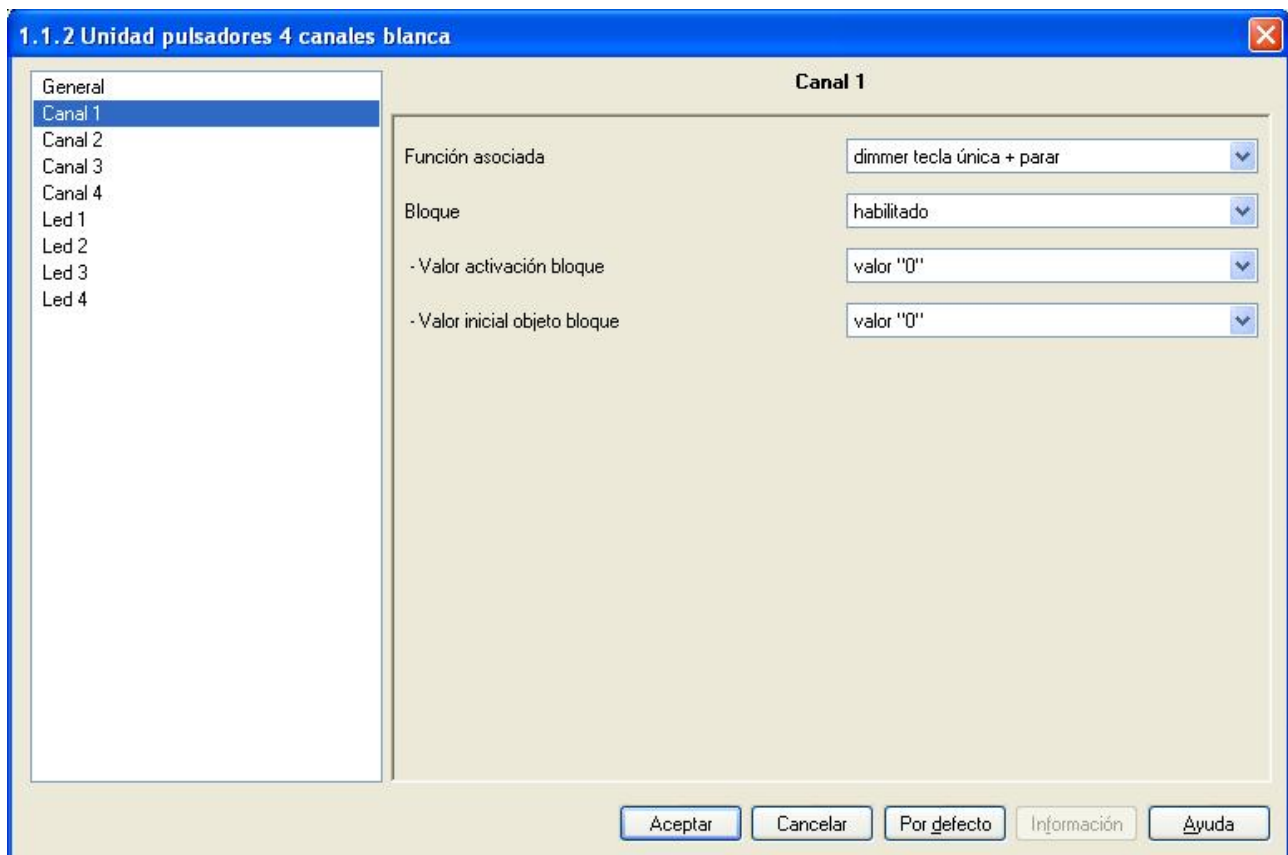 1.1.2 Unidad pulsadores 4 canales blanca
General
Canal 1
Canal 2
Canal 3
Canal 4
Led 1
Led 2
Led 3
Led 4
Canal 1
Función asociada
dimmer tecla única + parar
Bloque
habilitado
- Valor activación bloque
valor "0"
- Valor inicial objeto bloque
valor "0"
Aceptar
Cancelar
Por defecto
Información
Ayuda